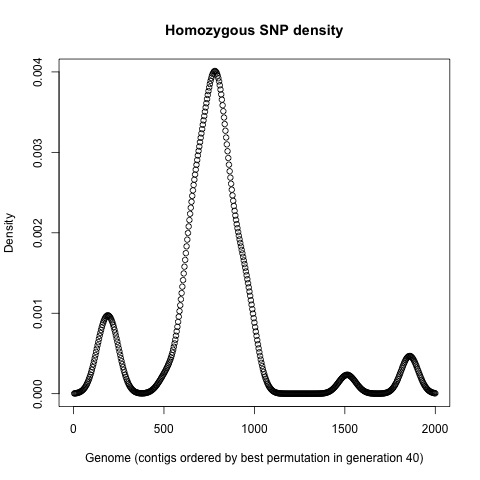 Homozygous SNP density
Density
0.004
0.003
0.002
0.001
0.000
0 500 1000 1500 2000
Genome (contigs ordered by best permutation in generation 40)